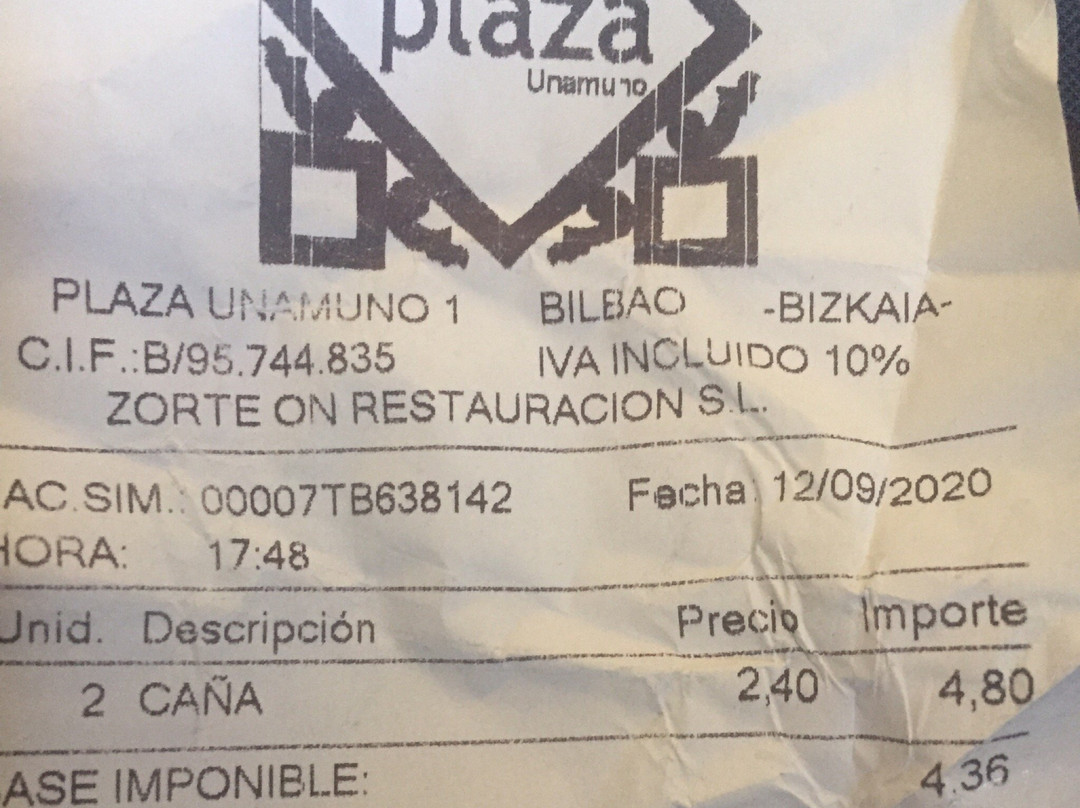 plaza
Unamuno
PLAZA UNAMUNO 1 BILBAO -BIZKAIA-
C.I.F.:B/95.744.835 IVA INCLUIDO 10%
ZORTE ON RESTAURACION S.L.
AC.SIM.: 00007TB638142 Fecha: 12/09/2020
HORA: 17:48
Unid. Descripción Precio Importe
2 CAÑA 2,40 4,80
ASE IMPONIBLE: 4.36